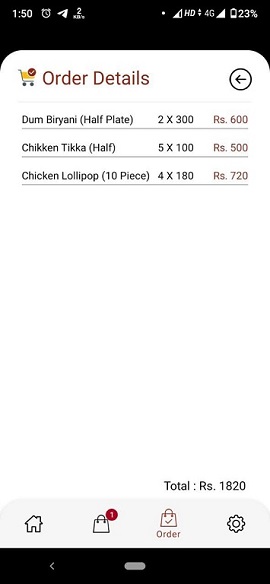 1:50 2 KB/s HD 4G 23%
Order Details
Dum Biryani (Half Plate) 2 X 300 Rs. 600
Chikken Tikka (Half) 5 X 100 Rs. 500
Chicken Lollipop (10 Piece) 4 X 180 Rs. 720
Total : Rs. 1820
1
Order